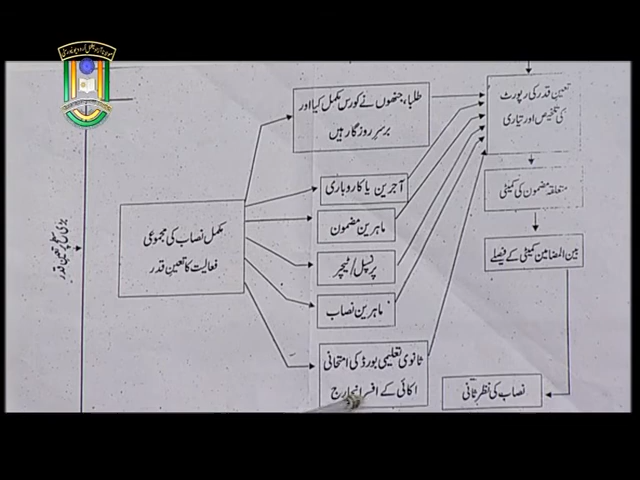 طلباء جنھوں نے کورس مکمل کیا اور
برسرِ روزگار ہیں
تعینِ قدر کی رپورٹ
کی تلخیص اور تیاری
آجرین یا کاروباری
متعلقہ مضمون کی کمیٹی
مکمل نصاب کی مجموعی
فعالیت کا تعینِ قدر
ماہرین مضمون
بین المضامین کمیٹی کے فیصلے
پرنسپل/ٹیچر
ماہرین نصاب
ثانوی تعلیمی بورڈ کی امتحانی
اکائی کے افسر انچارج
نصاب کی نظرِ ثانی
بڑی سطح پر تعینِ قدر